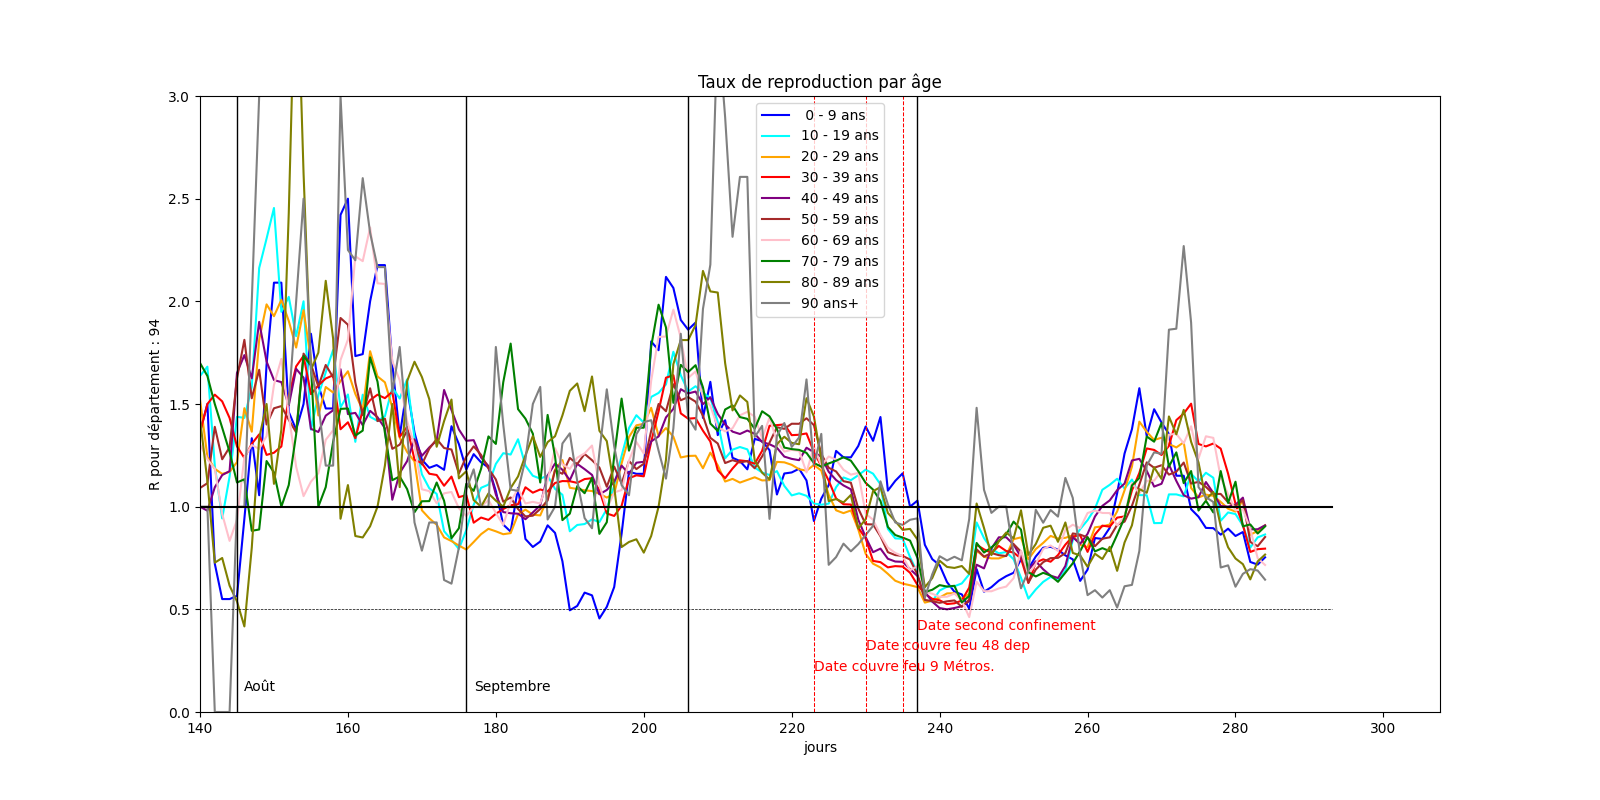 Taux de reproduction par âge
R pour département : 94
3.0
2.5
2.0
1.5
1.0
0.5
0.0
0 - 9 ans
10 - 19 ans
20 - 29 ans
30 - 39 ans
40 - 49 ans
50 - 59 ans
60 - 69 ans
70 - 79 ans
80 - 89 ans
90 ans+
Date second confinement
Date couvre feu 48 dep
Date couvre feu 9 Métros.
Août
Septembre
140
160
180
200
220
240
260
280
300
jours